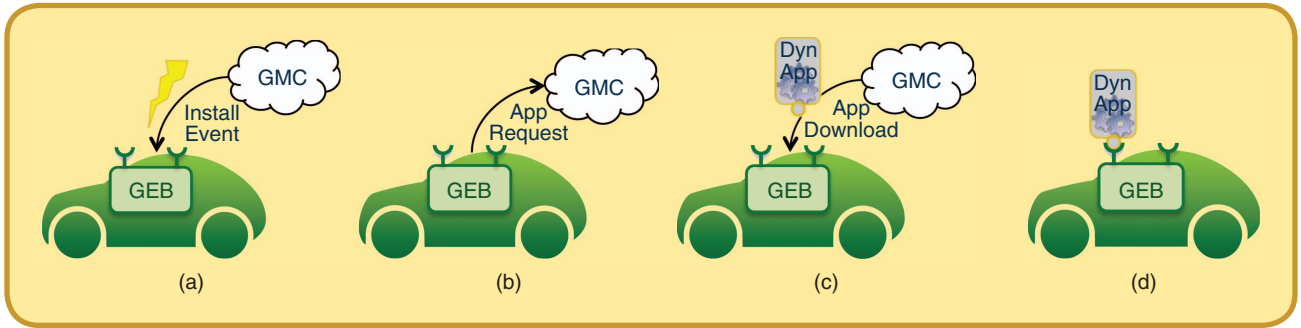 GMC
Install
Event
GEB
(a)
GMC
App
Request
GEB
(b)
Dyn
App
GMC
App
Download
GEB
(c)
Dyn
App
GEB
(d)